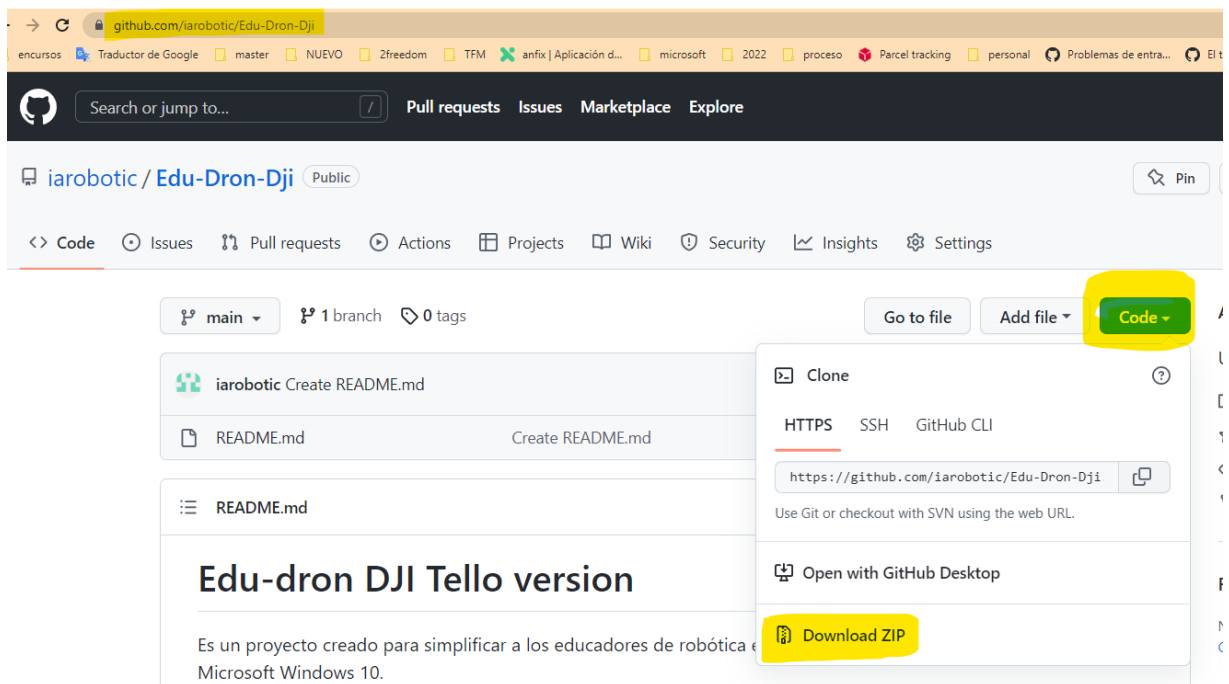 github.com/iarobotic/Edu-Dron-Dji
encursos Traductor de Google master NUEVO 2freedom TFM anfix | Aplicación d... microsoft 2022 proceso Parcel tracking personal Problemas de entra... El t
Search or jump to... / Pull requests Issues Marketplace Explore
iarobotic / Edu-Dron-Dji Public Pin
<> Code Issues Pull requests Actions Projects Wiki Security Insights Settings
main 1 branch 0 tags Go to file Add file Code
Clone
iarobotic Create README.md
HTTPS SSH GitHub CLI
README.md Create README.md
https://github.com/iarobotic/Edu-Dron-Dji
README.md
Use Git or checkout with SVN using the web URL.
Edu-dron DJI Tello version
Open with GitHub Desktop
Download ZIP
Es un proyecto creado para simplificar a los educadores de robótica e
Microsoft Windows 10.